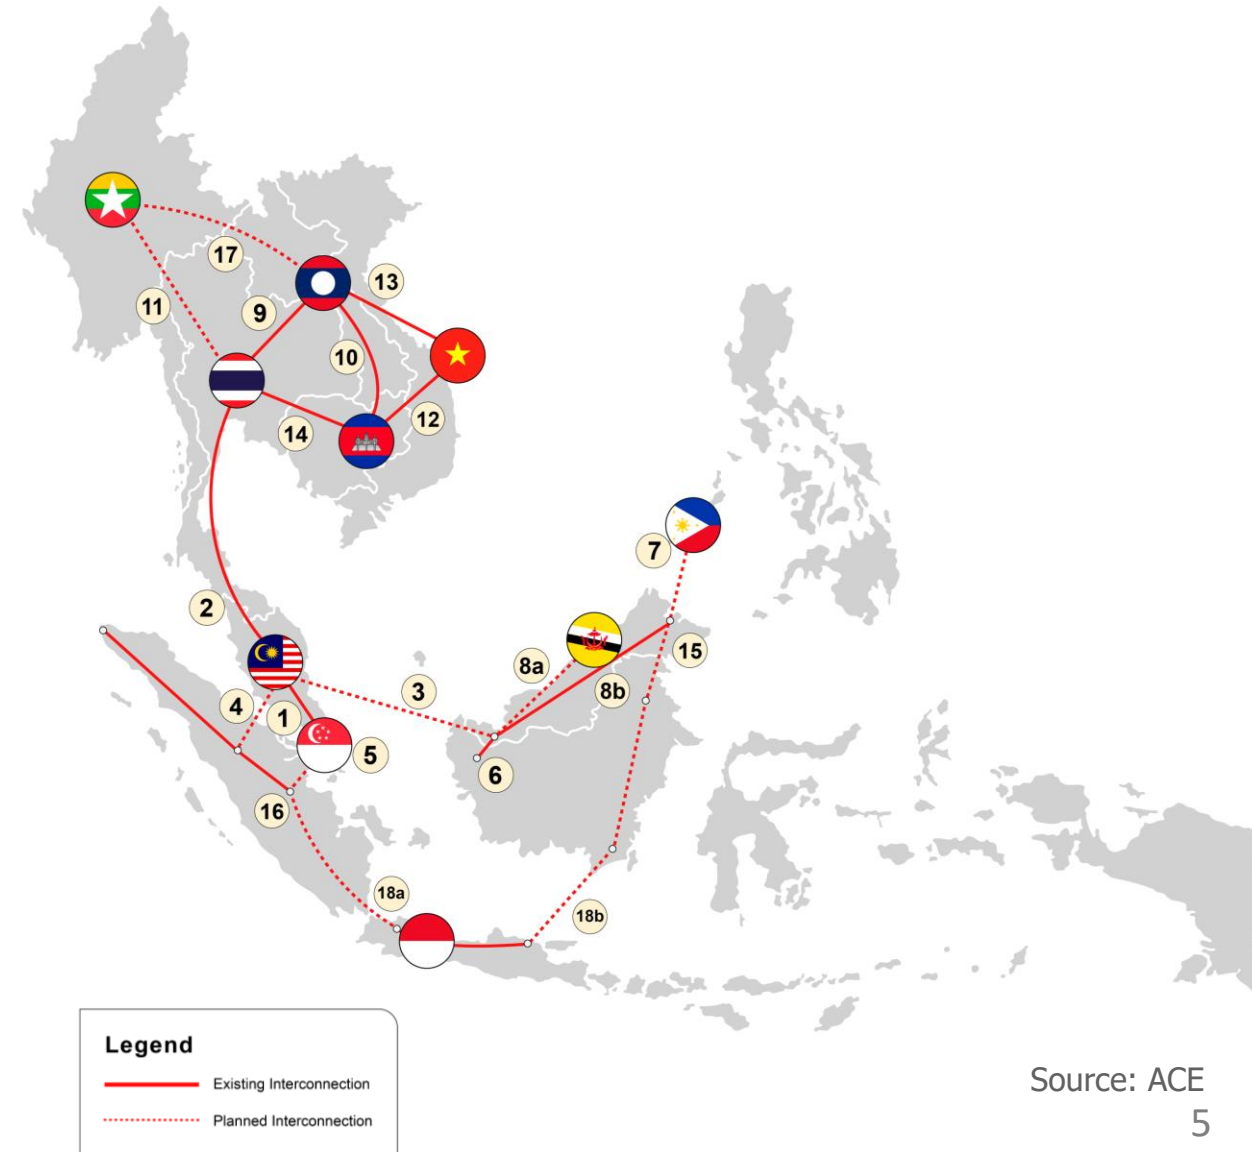 17
13
11
9
10
12
14
7
2
15
8a
3
8b
4
1
5
6
16
18a
18b
Legend
Existing Interconnection
Planned Interconnection
Source: ACE
5